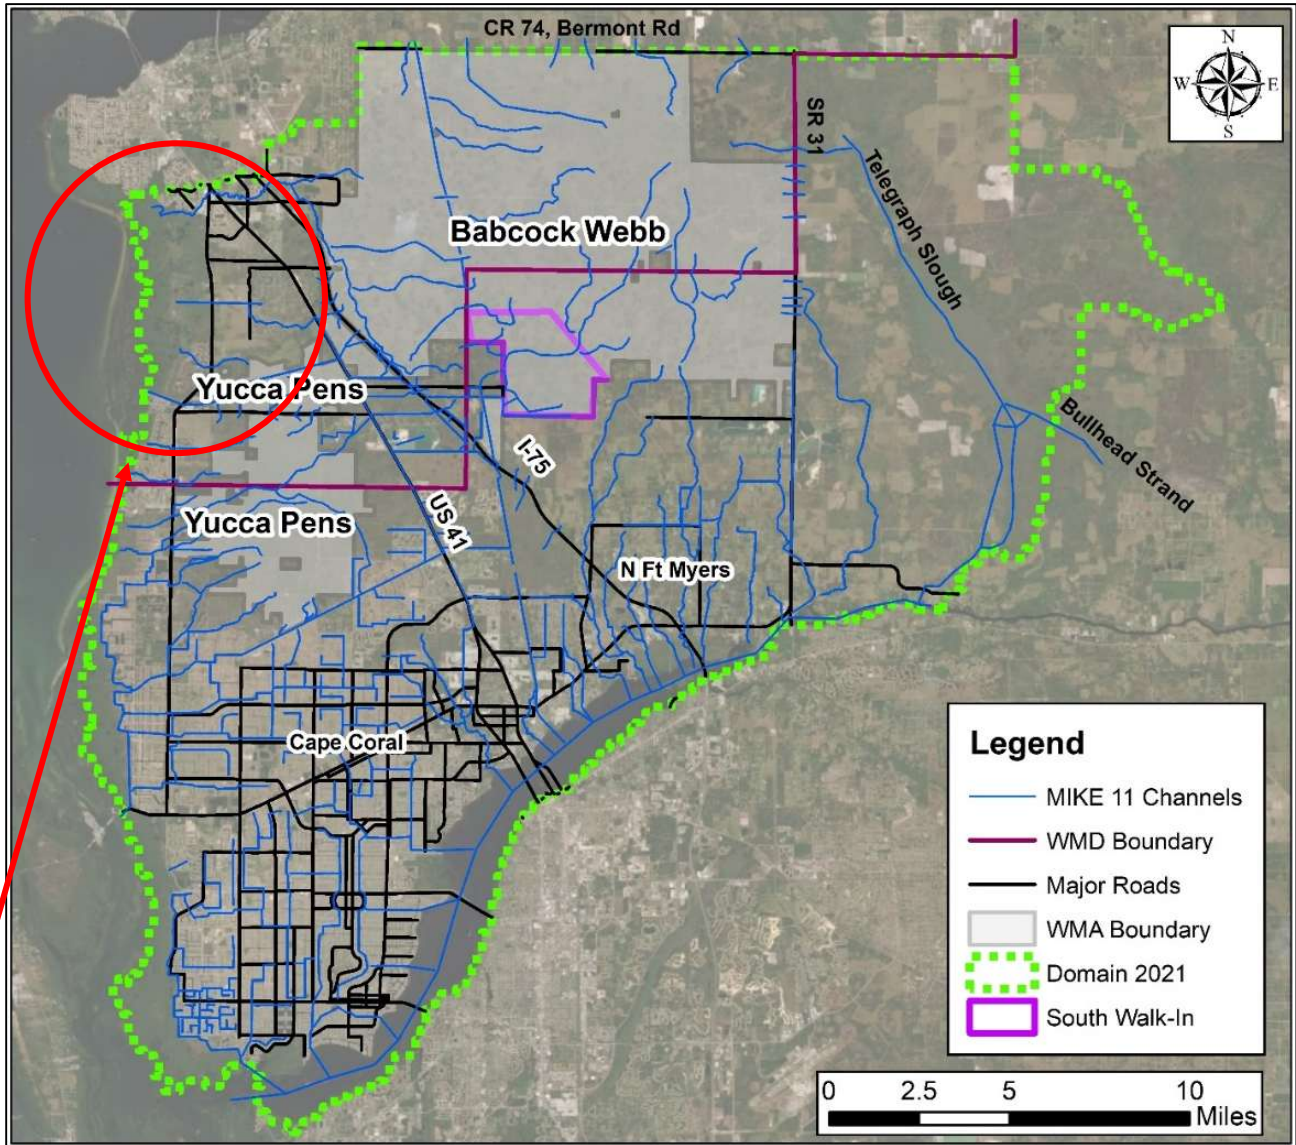 CR 74, Bermont Rd
N
W E
S
SR 31
Telegraph Slough
Babcock Webb
Yucca Pens
Bullhead Strand
I-75
US 41
Yucca Pens
N Ft Myers
Cape Coral
Legend
MIKE 11 Channels
WMD Boundary
Major Roads
WMA Boundary
Domain 2021
South Walk-In
0 2.5 5 10
Miles